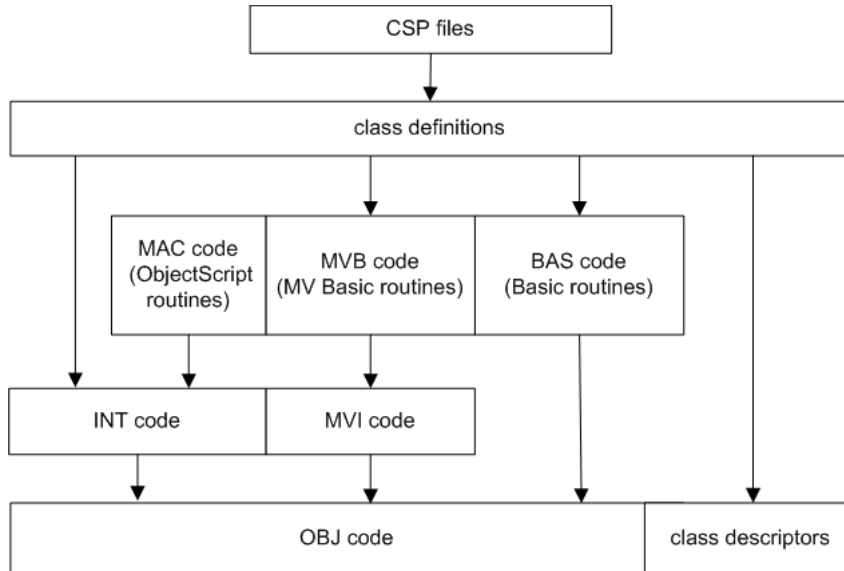 CSP files
class definitions
MAC code
(ObjectScript
routines)
MVB code
(MV Basic routines)
BAS code
(Basic routines)
INT code
MVI code
OBJ code
class descriptors